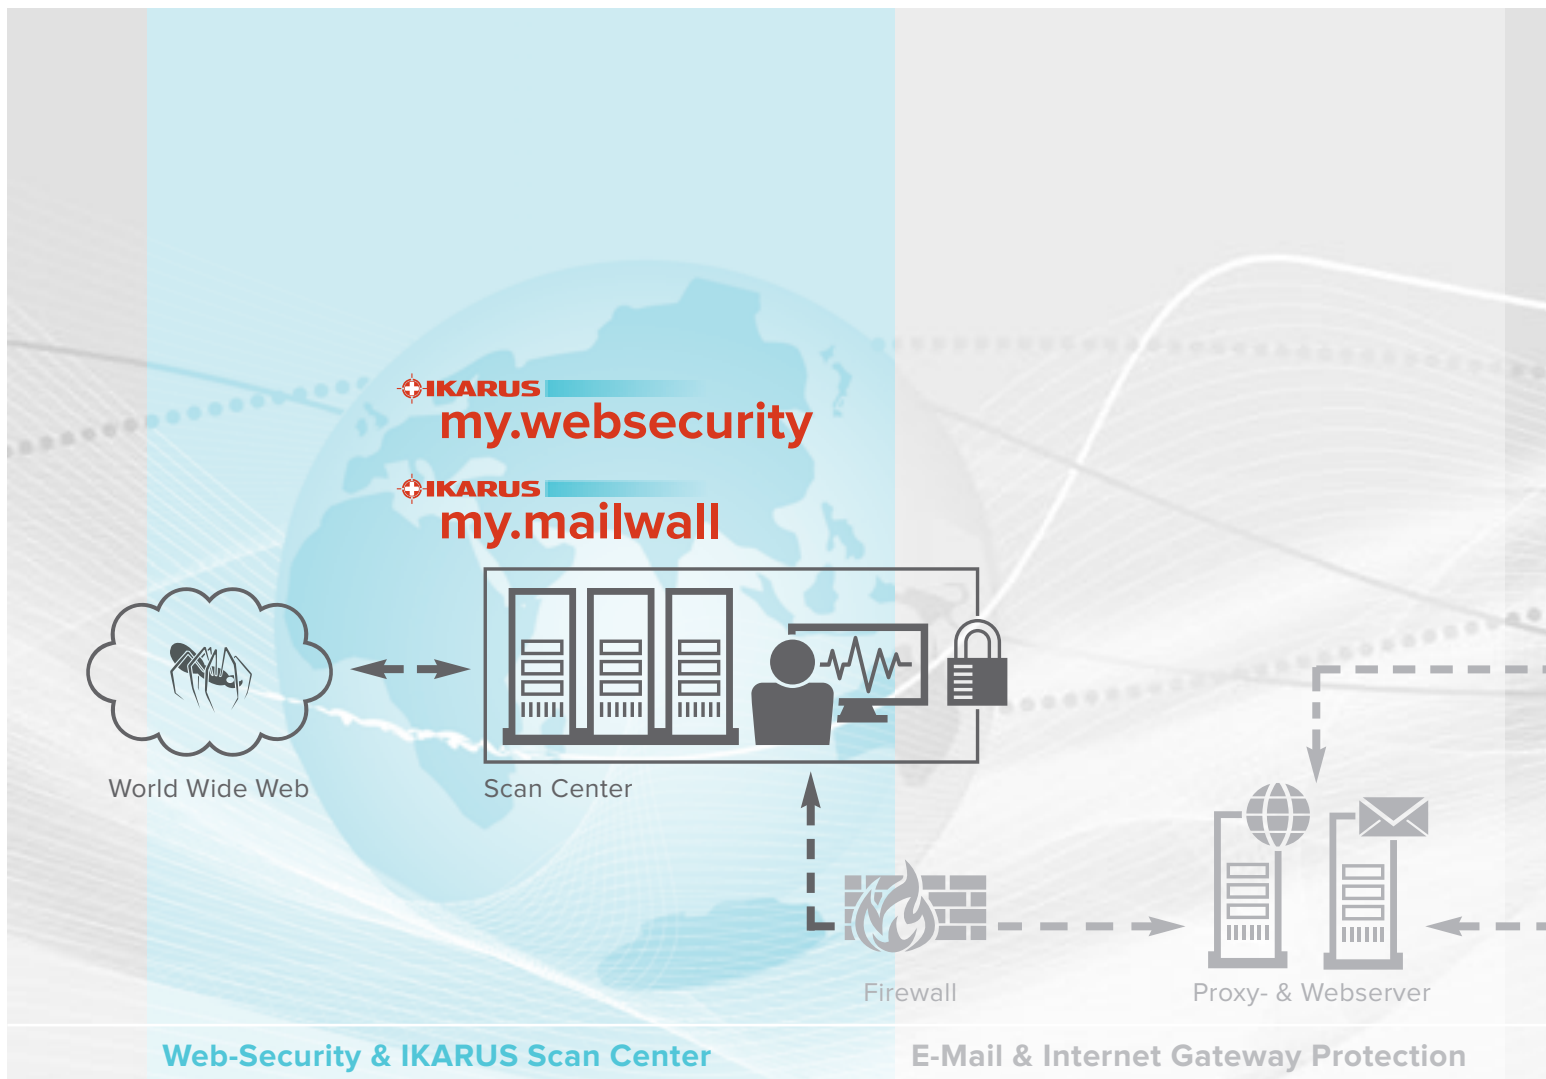 IKARUS
my.websecurity
IKARUS
my.mailwall
World Wide Web
Scan Center
Firewall
Proxy- & Webserver
Web-Security & IKARUS Scan Center
E-Mail & Internet Gateway Protection